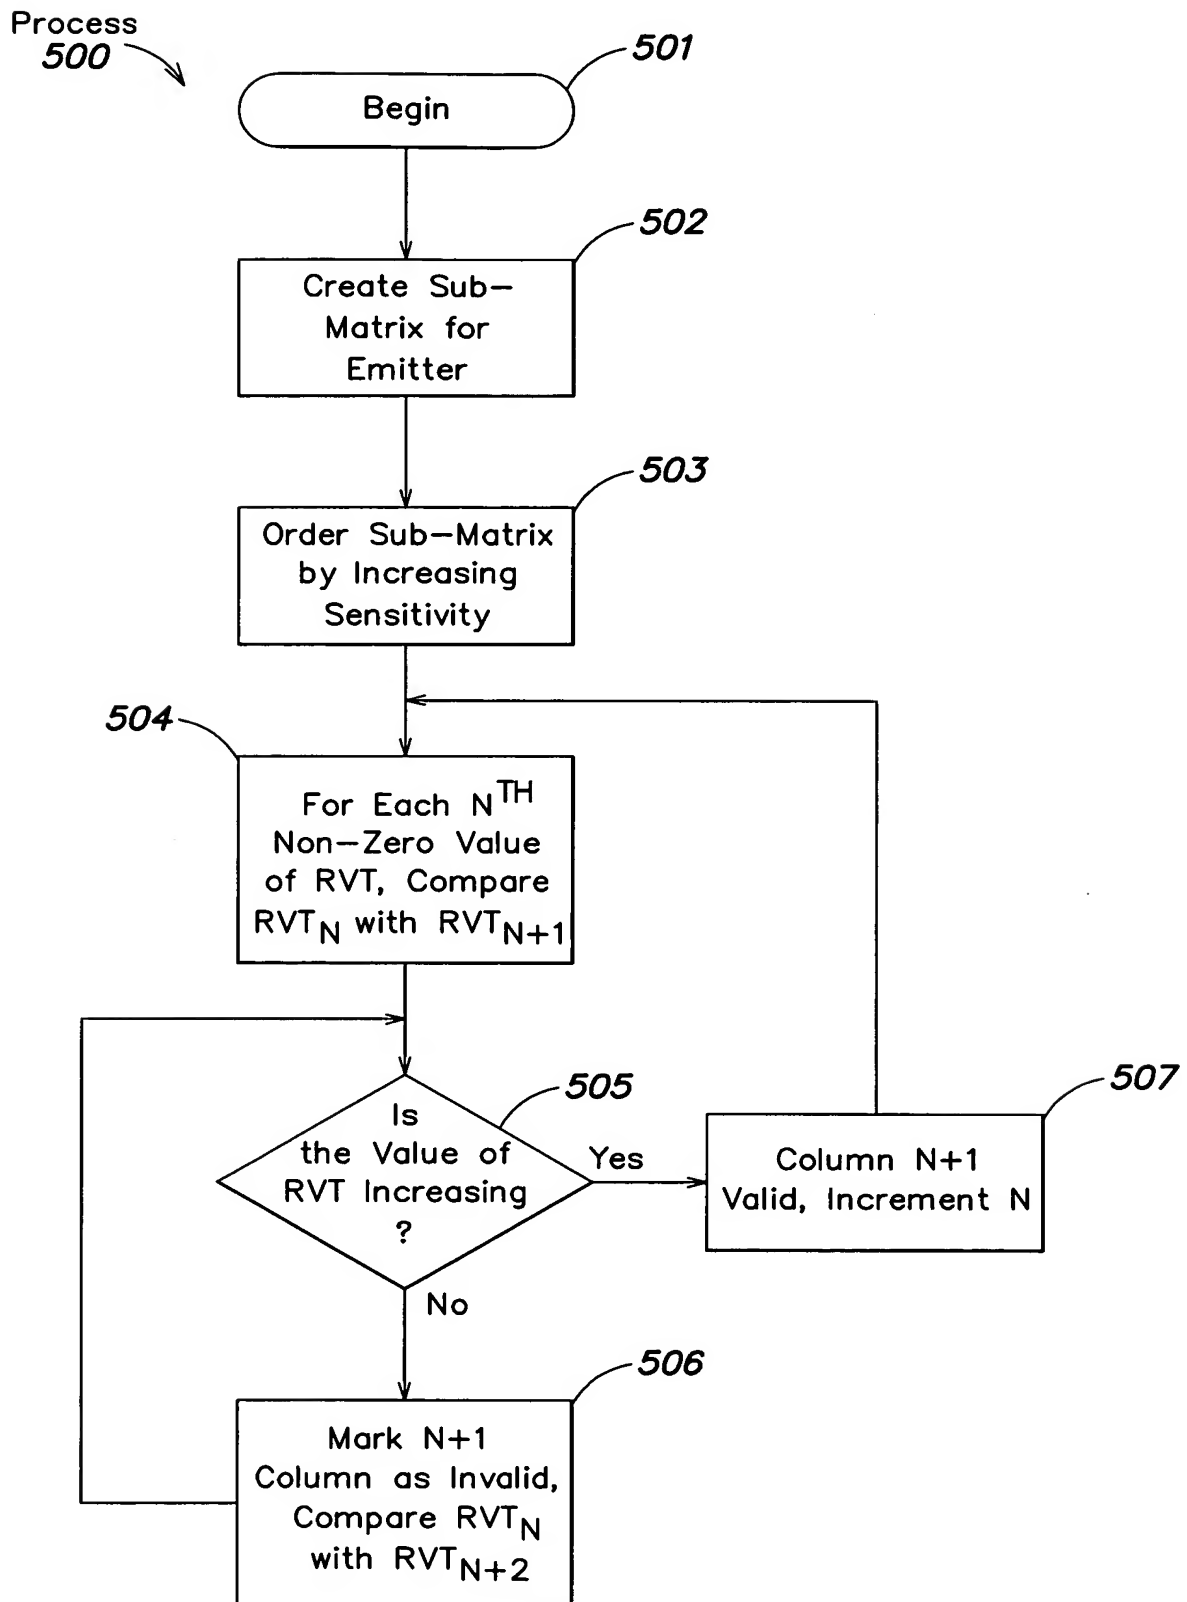 Process
500
501
Begin
502
Create Sub-
Matrix for
Emitter
503
Order Sub-Matrix
by Increasing
Sensitivity
504
For Each N^TH
Non-Zero Value
of RVT, Compare
RVT_N with RVT_N+1
505
Is
the Value of
RVT Increasing
?
Yes
507
Column N+1
Valid, Increment N
No
506
Mark N+1
Column as Invalid,
Compare RVT_N
with RVT_N+2